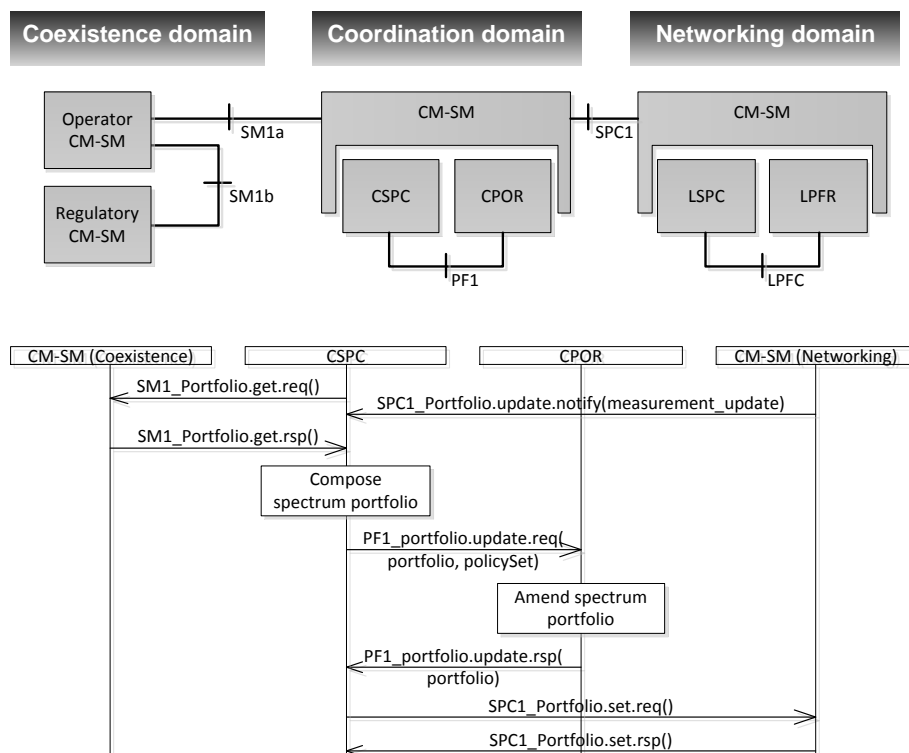 Coexistence domain
Coordination domain
Networking domain
Operator
CM-SM
SM1a
CM-SM
SPC1
CM-SM
SM1b
Regulatory
CM-SM
CSPC
CPOR
LSPC
LPFR
PF1
LPFC
CM-SM (Coexistence)
CSPC
CPOR
CM-SM (Networking)
SM1_Portfolio.get.req()
SPC1_Portfolio.update.notify(measurement_update)
SM1_Portfolio.get.rsp()
Compose
spectrum portfolio
PF1_portfolio.update.req(
portfolio, policySet)
Amend spectrum
portfolio
PF1_portfolio.update.rsp(
portfolio)
SPC1_Portfolio.set.req()
SPC1_Portfolio.set.rsp()